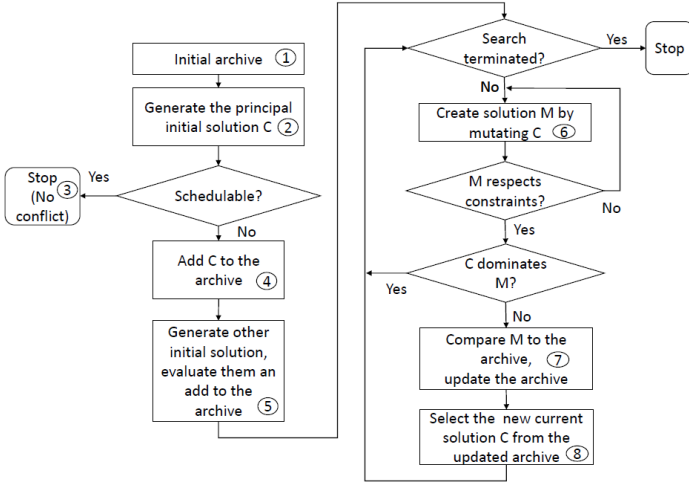 Initial archive 1
Generate the principal
initial solution C 2
Stop
(No 3
conflict)
Yes
Schedulable?
No
Add C to the
archive 4
Generate other
initial solution,
evaluate them an
add to the
archive 5
Search
terminated?
Yes
Stop
No
Create solution M by
mutating C 6
M respects
constraints?
No
Yes
C dominates
M?
Yes
No
Compare M to the
archive, 7
update the archive
Select the new current
solution C from the
updated archive 8